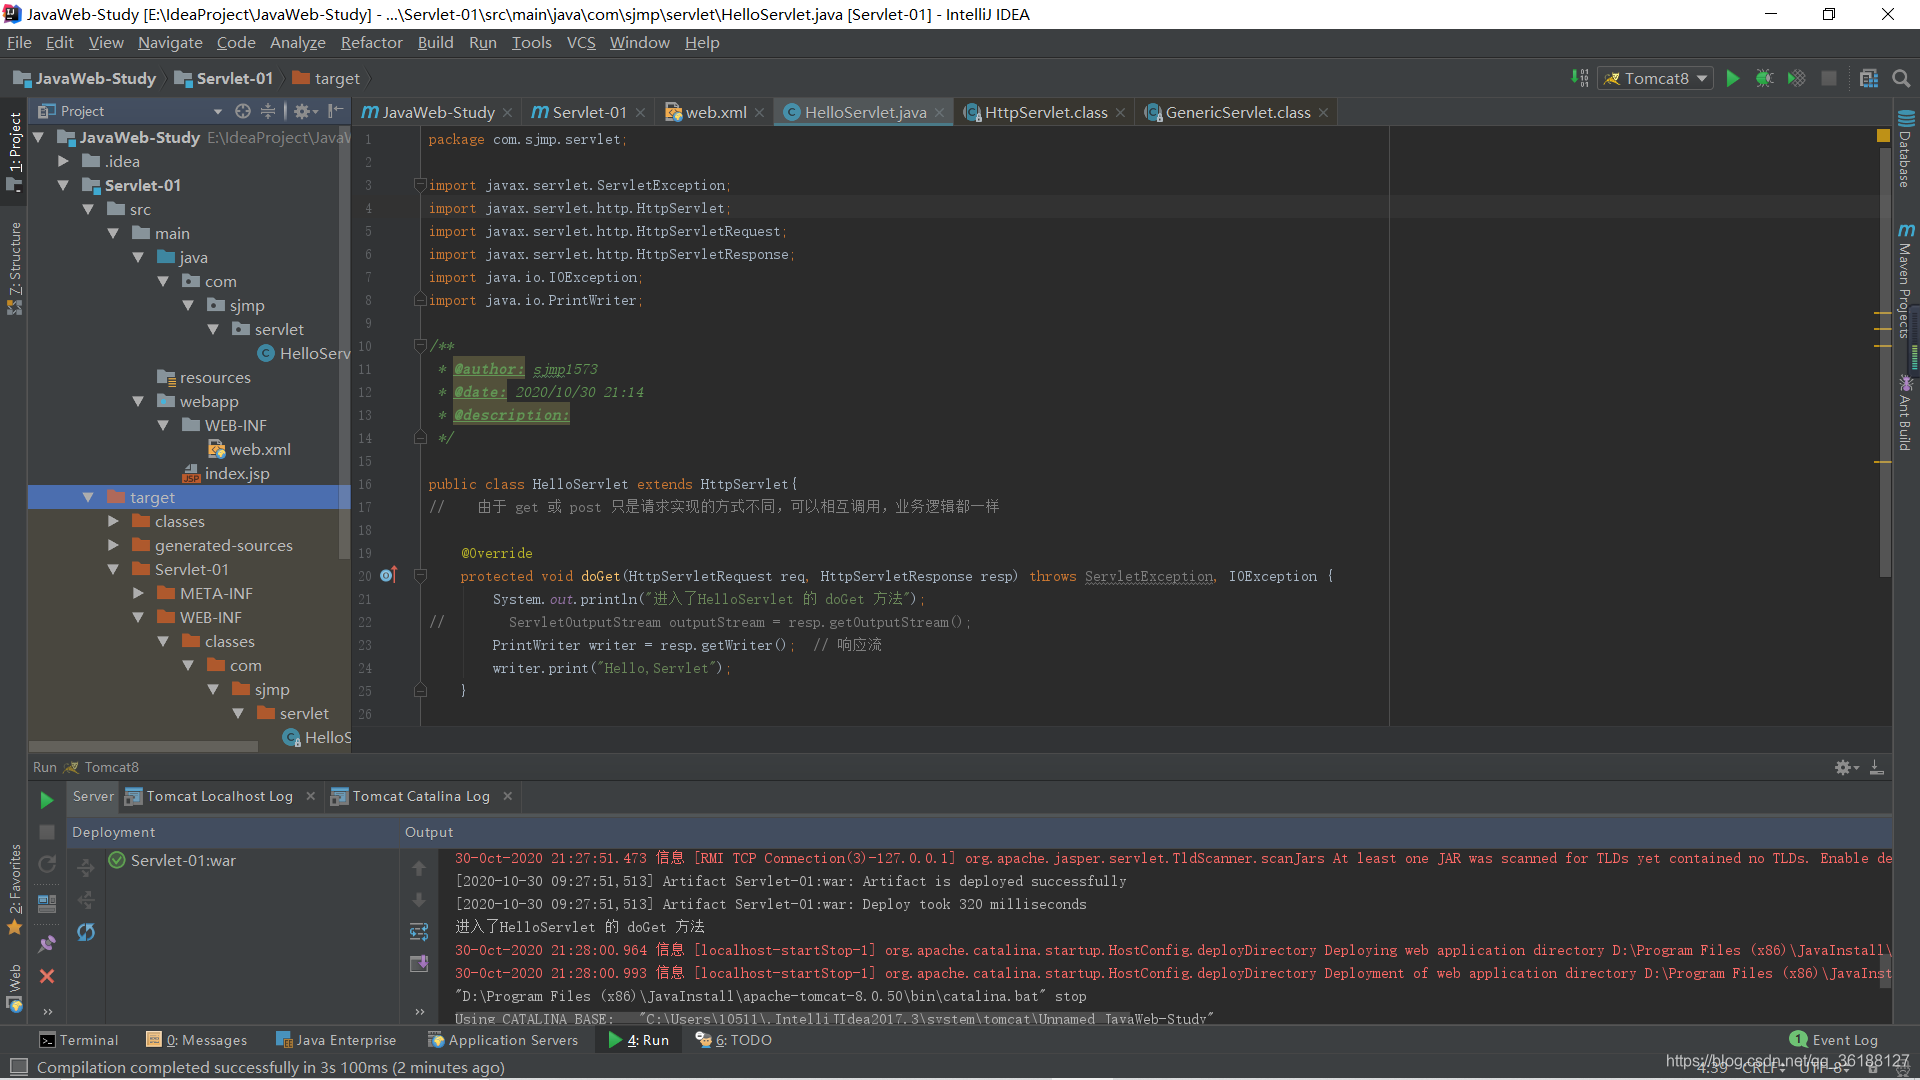 JavaWeb-Study [E:\IdeaProject\JavaWeb-Study] - ...\Servlet-01\src\main\java\com\sjmp\servlet\HelloServlet.java [Servlet-01] - IntelliJ IDEA
File Edit View Navigate Code Analyze Refactor Build Run Tools VCS Window Help
JavaWeb-Study Servlet-01 target
Tomcat8
Project
JavaWeb-Study Servlet-01 web.xml HelloServlet.java HttpServlet.class GenericServlet.class
1: Project
Z: Structure
2: Favorites
Web
JavaWeb-Study E:\IdeaProject\JavaW
.idea
Servlet-01
src
main
java
com
sjmp
servlet
HelloServ
resources
webapp
WEB-INF
web.xml
index.jsp
target
classes
generated-sources
Servlet-01
META-INF
WEB-INF
classes
com
sjmp
servlet
HelloS
1 package com.sjmp.servlet;
2
3 import javax.servlet.ServletException;
4 import javax.servlet.http.HttpServlet;
5 import javax.servlet.http.HttpServletRequest;
6 import javax.servlet.http.HttpServletResponse;
7 import java.io.IOException;
8 import java.io.PrintWriter;
9
10 /**
11 * @author: sjmp1573
12 * @date: 2020/10/30 21:14
13 * @description:
14 */
15
16 public class HelloServlet extends HttpServlet{
17 // 由于 get 或 post 只是请求实现的方式不同，可以相互调用，业务逻辑都一样
18
19 @Override
20 protected void doGet(HttpServletRequest req, HttpServletResponse resp) throws ServletException, IOException {
21 System.out.println("进入了HelloServlet 的 doGet 方法");
22 // ServletOutputStream outputStream = resp.getOutputStream();
23 PrintWriter writer = resp.getWriter(); // 响应流
24 writer.print("Hello,Servlet");
25 }
26
Database
Maven Projects
Ant Build
Run Tomcat8
Server Tomcat Localhost Log Tomcat Catalina Log
Deployment Output
Servlet-01:war
30-Oct-2020 21:27:51.473 信息 [RMI TCP Connection(3)-127.0.0.1] org.apache.jasper.servlet.TldScanner.scanJars At least one JAR was scanned for TLDs yet contained no TLDs. Enable de
[2020-10-30 09:27:51,513] Artifact Servlet-01:war: Artifact is deployed successfully
[2020-10-30 09:27:51,513] Artifact Servlet-01:war: Deploy took 320 milliseconds
进入了HelloServlet 的 doGet 方法
30-Oct-2020 21:28:00.964 信息 [localhost-startStop-1] org.apache.catalina.startup.HostConfig.deployDirectory Deploying web application directory D:\Program Files (x86)\JavaInstall\
30-Oct-2020 21:28:00.993 信息 [localhost-startStop-1] org.apache.catalina.startup.HostConfig.deployDirectory Deployment of web application directory D:\Program Files (x86)\JavaInst
"D:\Program Files (x86)\JavaInstall\apache-tomcat-8.0.50\bin\catalina.bat" stop
Using CATALINA_BASE: "C:\Users\10511\.IntelliJIdea2017.3\system\tomcat\Unnamed_JavaWeb-Study"
Terminal 0: Messages Java Enterprise Application Servers 4: Run 6: TODO 1 Event Log
Compilation completed successfully in 3s 100ms (2 minutes ago)
4:39 CRLF UTF-8
https://blog.csdn.net/qq_36188127